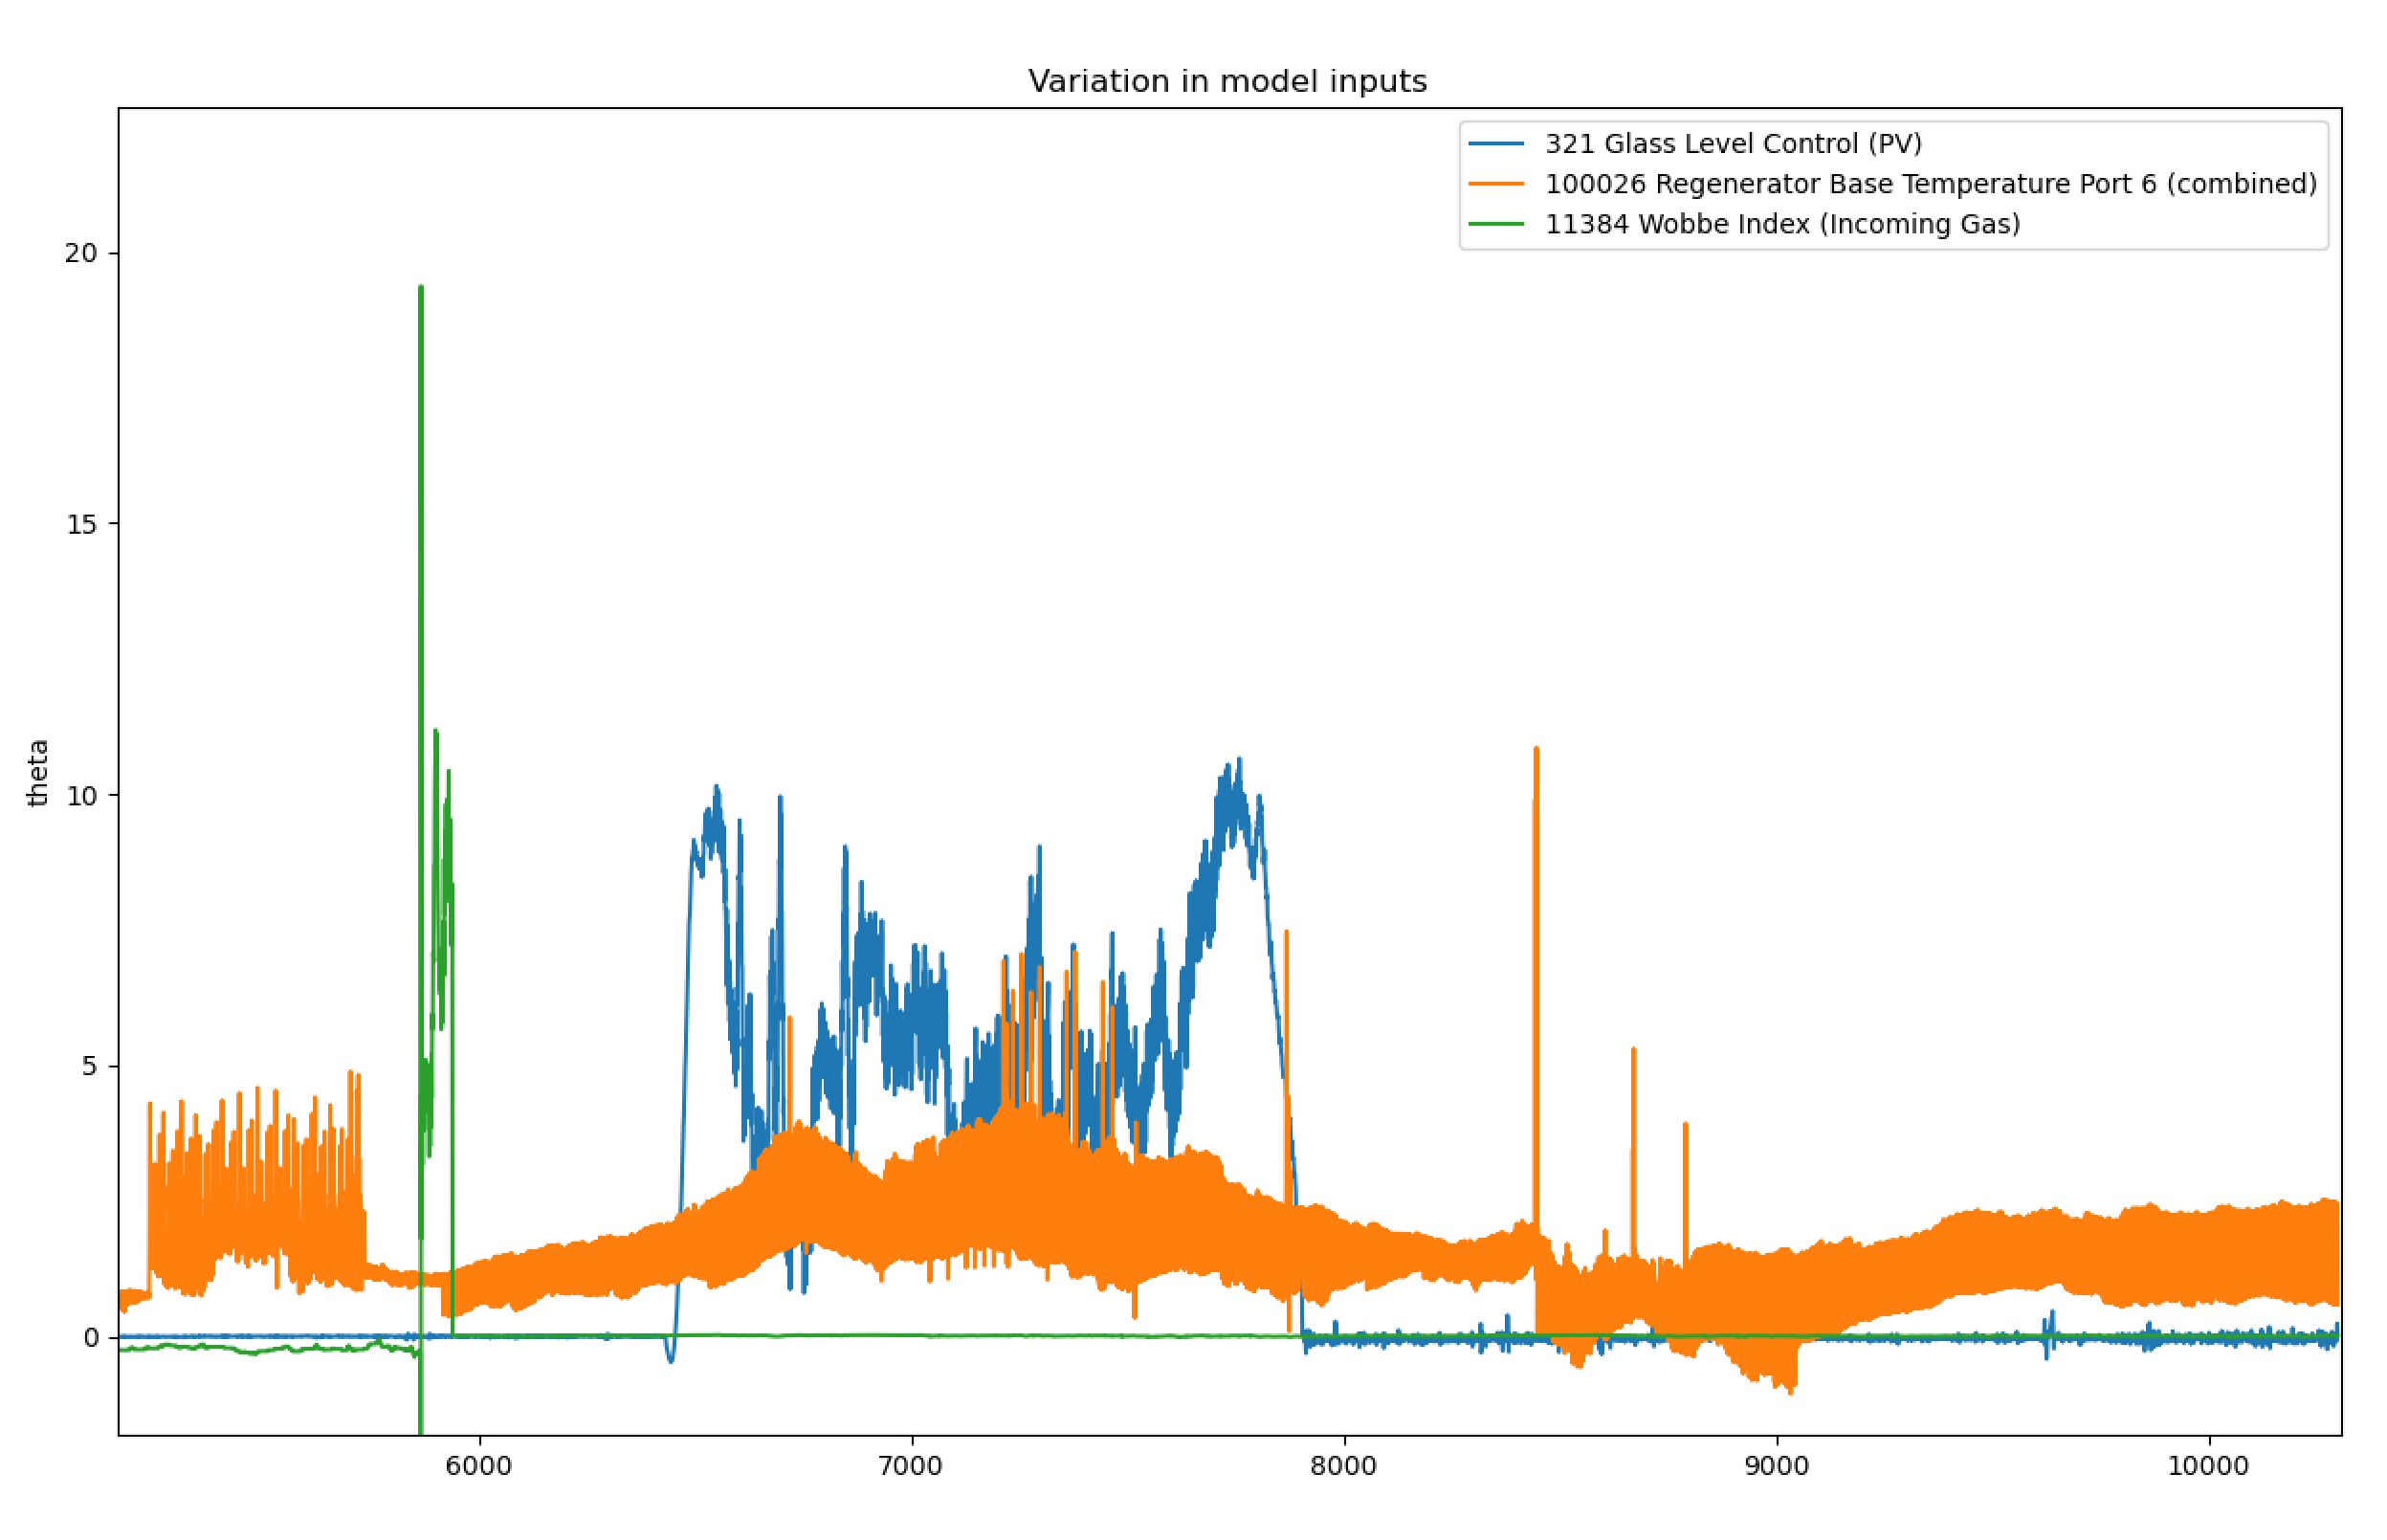 Variation in model inputs
321 Glass Level Control (PV)
100026 Regenerator Base Temperature Port 6 (combined)
11384 Wobbe Index (Incoming Gas)
20
15
10
5
0
theta
6000 7000 8000 9000 10000